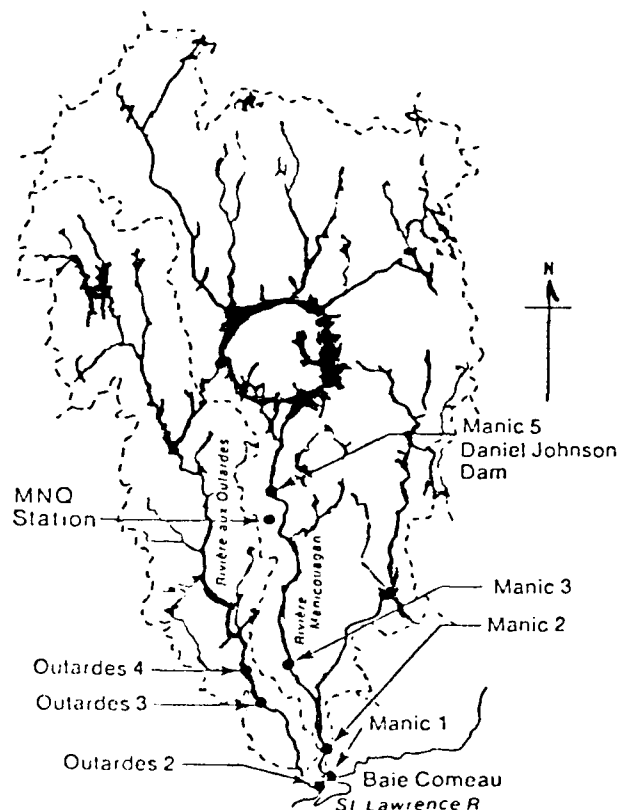 N
Manic 5
Daniel Johnson
Dam
MNQ
Station
Rivière aux Outardes
Rivière
Manicouagan
Manic 3
Manic 2
Outardes 4
Outardes 3
Manic 1
Outardes 2
Baie Comeau
St. Lawrence R